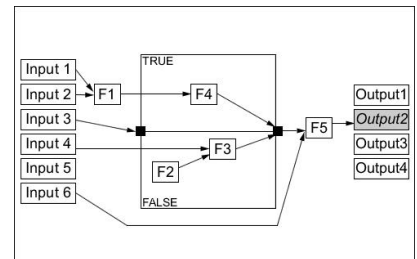 TRUE
Input 1
Input 2
F1
F4
Output1
Input 3
F5
Output2
Input 4
F3
Output3
Input 5
F2
Output4
Input 6
FALSE